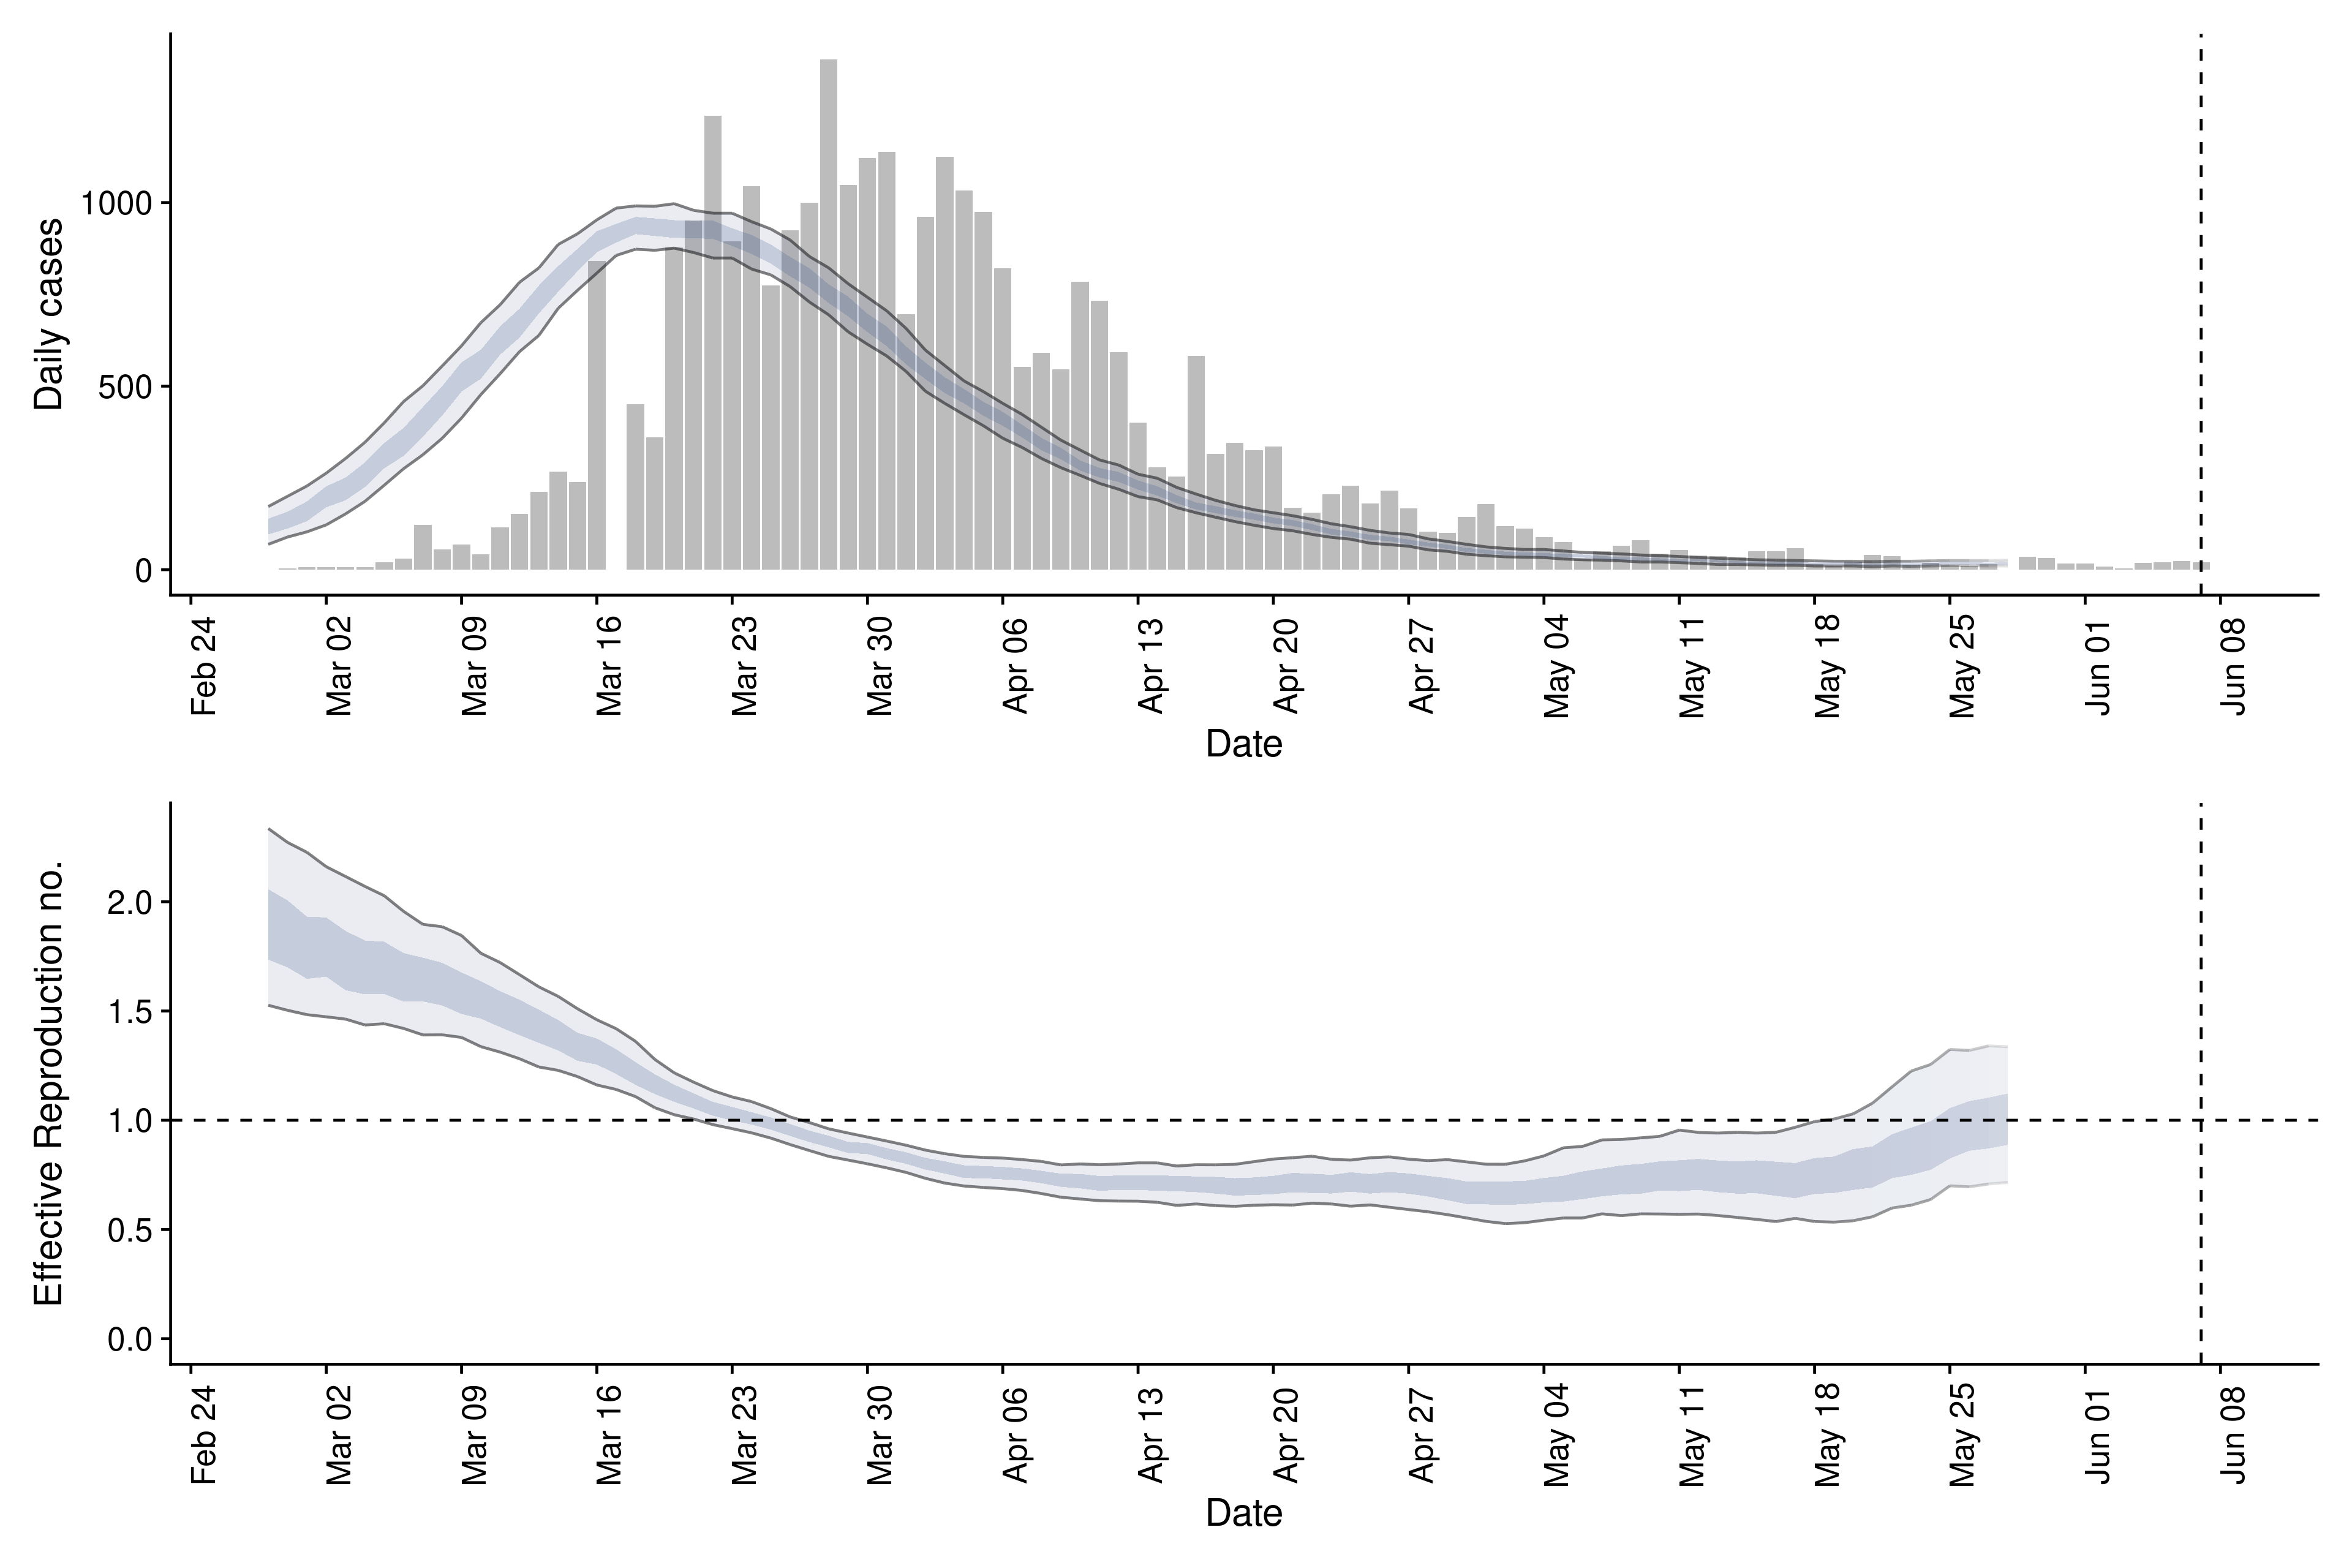 Daily cases
1000
500
0
Feb 24
Mar 02
Mar 09
Mar 16
Mar 23
Mar 30
Apr 06
Apr 13
Apr 20
Apr 27
May 04
May 11
May 18
May 25
Jun 01
Jun 08
Date
Effective Reproduction no.
2.0
1.5
1.0
0.5
0.0
Feb 24
Mar 02
Mar 09
Mar 16
Mar 23
Mar 30
Apr 06
Apr 13
Apr 20
Apr 27
May 04
May 11
May 18
May 25
Jun 01
Jun 08
Date